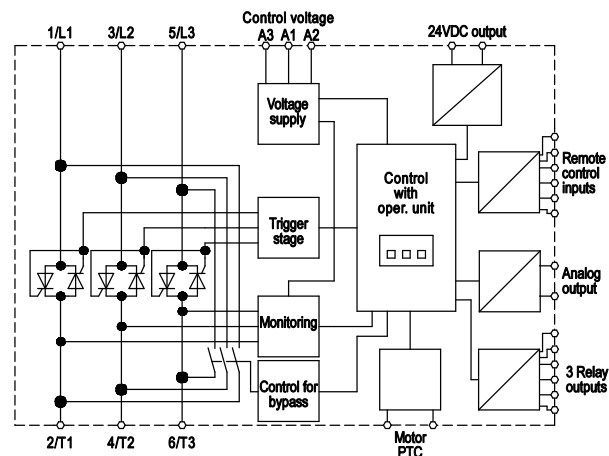 Control voltage
1/L1 3/L2 5/L3 A3 A1 A2 24VDC output
Voltage
supply
Control
with
oper. unit
Remote
control
inputs
Trigger
stage
Analog
output
Monitoring
Control for
bypass
3 Relay
outputs
2/T1 4/T2 6/T3 Motor
PTC